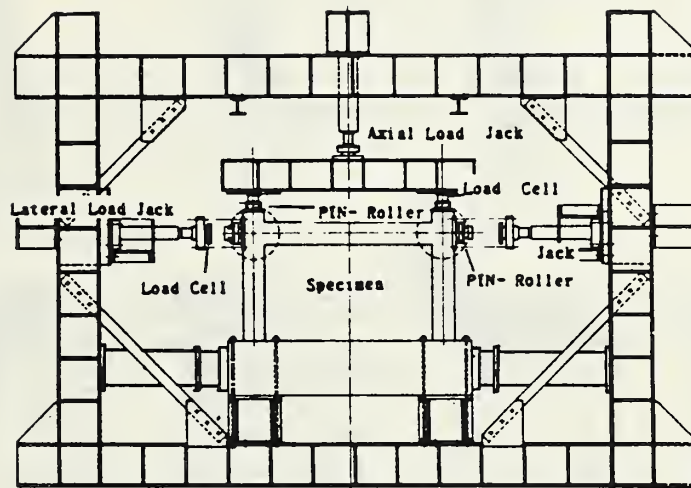 Axial Load Jack
Load Cell
Lateral Load Jack
PIN- Roller
Jack
Load Cell
Specimen
PIN- Roller